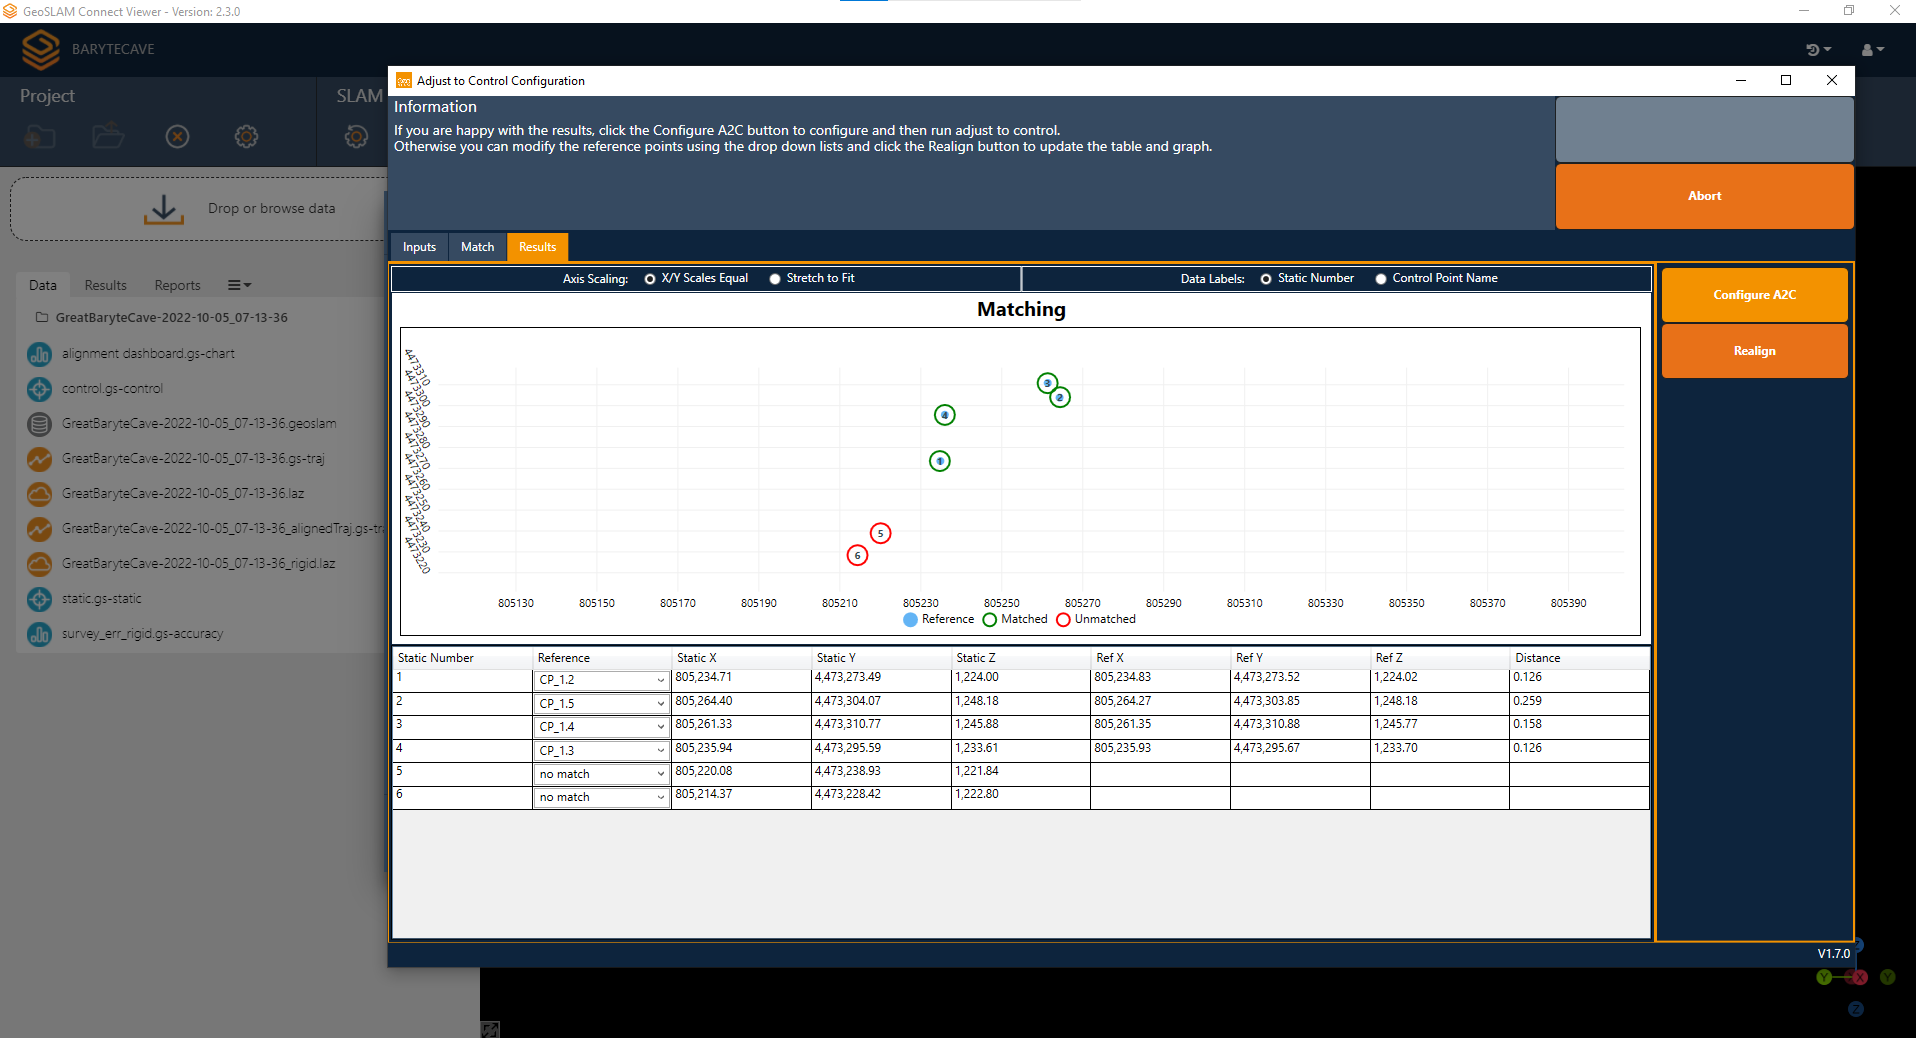 GeoSLAM Connect Viewer - Version: 2.3.0
BARYTECAVE
Project
SLAM
Drop or browse data
Data Results Reports
GreatBaryteCave-2022-10-05_07-13-36
alignment dashboard.gs-chart
control.gs-control
GreatBaryteCave-2022-10-05_07-13-36.geoslam
GreatBaryteCave-2022-10-05_07-13-36.gs-traj
GreatBaryteCave-2022-10-05_07-13-36.laz
GreatBaryteCave-2022-10-05_07-13-36_alignedTraj.gs-tra
GreatBaryteCave-2022-10-05_07-13-36_rigid.laz
static.gs-static
survey_err_rigid.gs-accuracy
Adjust to Control Configuration
Information
If you are happy with the results, click the Configure A2C button to configure and then run adjust to control.
Otherwise you can modify the reference points using the drop down lists and click the Realign button to update the table and graph.
Abort
Inputs Match Results
Axis Scaling: X/Y Scales Equal Stretch to Fit Data Labels: Static Number Control Point Name
Configure A2C
Realign
Matching
4473310
4473300
4473290
4473280
4473270
4473260
4473250
4473240
4473230
4473220
3
2
4
1
5
6
805130 805150 805170 805190 805210 805230 805250 805270 805290 805310 805330 805350 805370 805390
Reference Matched Unmatched
Static Number Reference Static X Static Y Static Z Ref X Ref Y Ref Z Distance
1 CP_1.2 805,234.71 4,473,273.49 1,224.00 805,234.83 4,473,273.52 1,224.02 0.126
2 CP_1.5 805,264.40 4,473,304.07 1,248.18 805,264.27 4,473,303.85 1,248.18 0.259
3 CP_1.4 805,261.33 4,473,310.77 1,245.88 805,261.35 4,473,310.88 1,245.77 0.158
4 CP_1.3 805,235.94 4,473,295.59 1,233.61 805,235.93 4,473,295.67 1,233.70 0.126
5 no match 805,220.08 4,473,238.93 1,221.84
6 no match 805,214.37 4,473,228.42 1,222.80
V1.7.0
Y X Y
Z